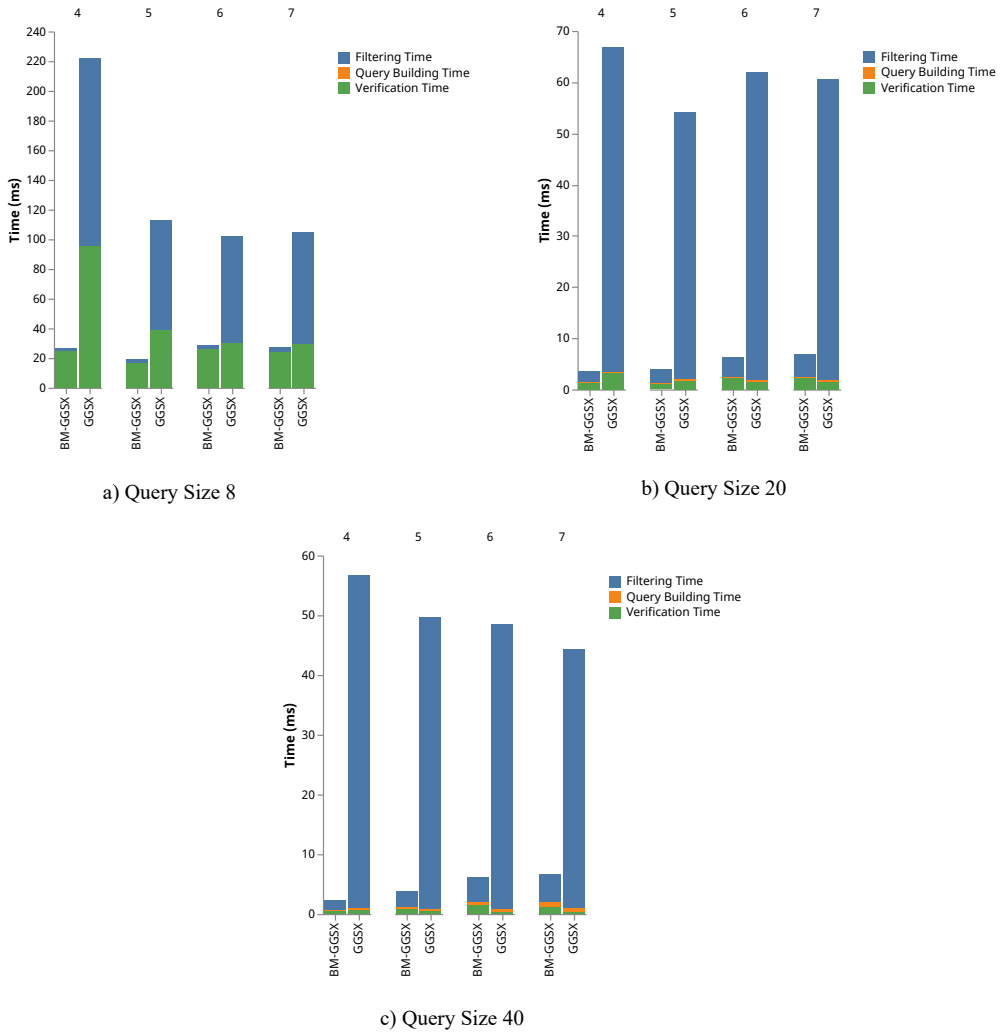 4 5 6 7
240
220
200
180
160
140
120
100
80
60
40
20
0
Time (ms)
BM-GGSX
GGSX
BM-GGSX
GGSX
BM-GGSX
GGSX
BM-GGSX
GGSX
Filtering Time
Query Building Time
Verification Time
a) Query Size 8
4 5 6 7
70
60
50
40
30
20
10
0
Time (ms)
BM-GGSX
GGSX
BM-GGSX
GGSX
BM-GGSX
GGSX
BM-GGSX
GGSX
Filtering Time
Query Building Time
Verification Time
b) Query Size 20
4 5 6 7
60
50
40
30
20
10
0
Time (ms)
BM-GGSX
GGSX
BM-GGSX
GGSX
BM-GGSX
GGSX
BM-GGSX
GGSX
Filtering Time
Query Building Time
Verification Time
c) Query Size 40